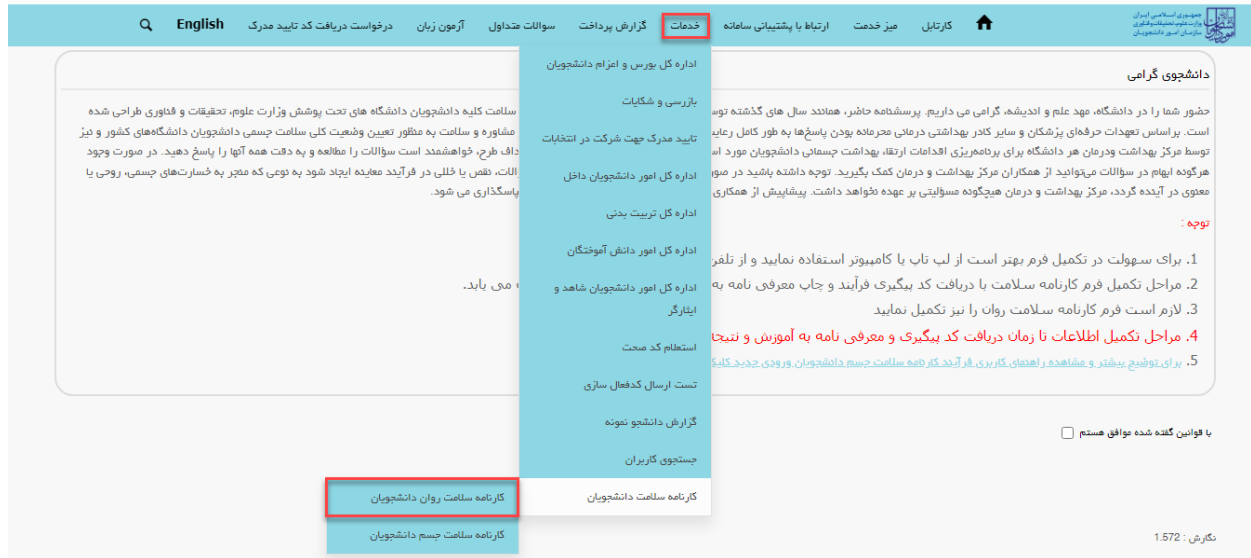 جمهوری اسلامی ایران
وزارت علوم، تحقیقات و فناوری
سازمان امور دانشجویان
کارتابل
میز خدمت
ارتباط با پشتیبانی سامانه
خدمات
گزارش پرداخت
سوالات متداول
آزمون زبان
درخواست دریافت کد تایید مدرک
English
دانشجوی گرامی
حضور شما را در دانشگاه، مهد علم و اندیشه، گرامی می داریم. پرسشنامه حاضر، همانند سال های گذشته توس سلامت کلیه دانشجویان دانشگاه های تحت پوشش وزارت علوم، تحقیقات و فناوری طراحی شده
است. براساس تعهدات حرفه‌ای پزشکان و سایر کادر بهداشتی درمانی محرمانه بودن پاسخ‌ها به طور کامل رعای مشاوره و سلامت به منظور تعیین وضعیت کلی سلامت جسمی دانشجویان دانشگاه‌های کشور و نیز
توسط مرکز بهداشت ودرمان هر دانشگاه برای برنامه‌ریزی اقدامات ارتقاء بهداشت جسمانی دانشجویان مورد اس داف طرح، خواهشمند است سؤالات را مطالعه و به دقت همه آنها را پاسخ دهید. در صورت وجود
هرگونه ابهام در سؤالات می‌توانید از همکاران مرکز بهداشت و درمان کمک بگیرید. توجه داشته باشید در صور الات، نقص یا خللی در فرآیند معاینه ایجاد شود به نوعی که منجر به خسارت‌های جسمی، روحی یا
معنوی در آینده گردد، مرکز بهداشت و درمان هیچگونه مسؤلیتی بر عهده نخواهد داشت. پیشاپیش از همکاری پاسگذاری می شود.
توجه :
1. برای سهولت در تکمیل فرم بهتر است از لپ تاپ یا کامپیوتر استفاده نمایید و از تلفن
2. مراحل تکمیل فرم کارنامه سلامت با دریافت کد پیگیری فرآیند و چاپ معرفی نامه به می یابد.
3. لازم است فرم کارنامه سلامت روان را نیز تکمیل نمایید
4. مراحل تکمیل اطلاعات تا زمان دریافت کد پیگیری و معرفی نامه به آموزش و نتیجه
5. برای توضیح بیشتر و مشاهده راهنمای کاربری فرآیند کارنامه سلامت جسم دانشجویان ورودی جدید کلیک
با قوانین گفته شده موافق هستم
اداره کل بورس و اعزام دانشجویان
بازرسی و شکایات
تایید مدرک جهت شرکت در انتخابات
اداره کل امور دانشجویان داخل
اداره کل تربیت بدنی
اداره کل امور دانش آموختگان
اداره کل امور دانشجویان شاهد و
ایثارگر
استعلام کد صحت
تست ارسال کدفعال سازی
گزارش دانشجو نمونه
جستجوی کاربران
کارنامه سلامت دانشجویان
کارنامه سلامت روان دانشجویان
کارنامه سلامت جسم دانشجویان
نگارش : 1.572